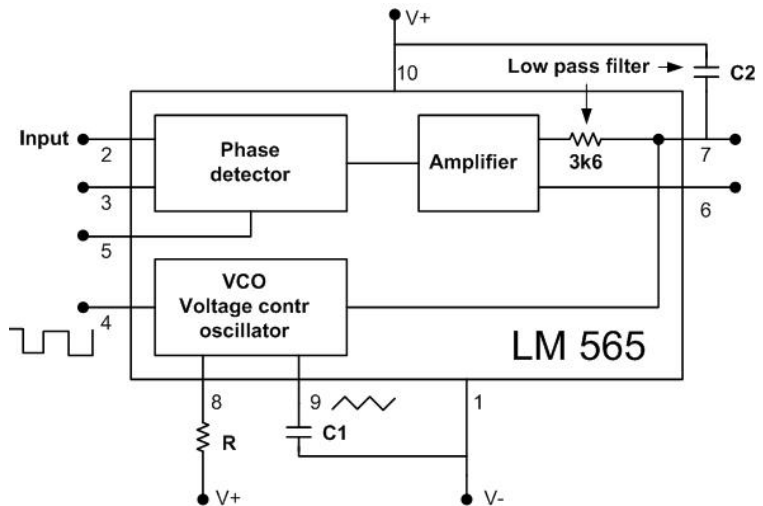 V+
10
Low pass filter
C2
Input
2
Phase
detector
Amplifier
3k6
7
3
6
5
VCO
Voltage contr
oscillator
4
LM 565
8
9
1
R
C1
V+
V-